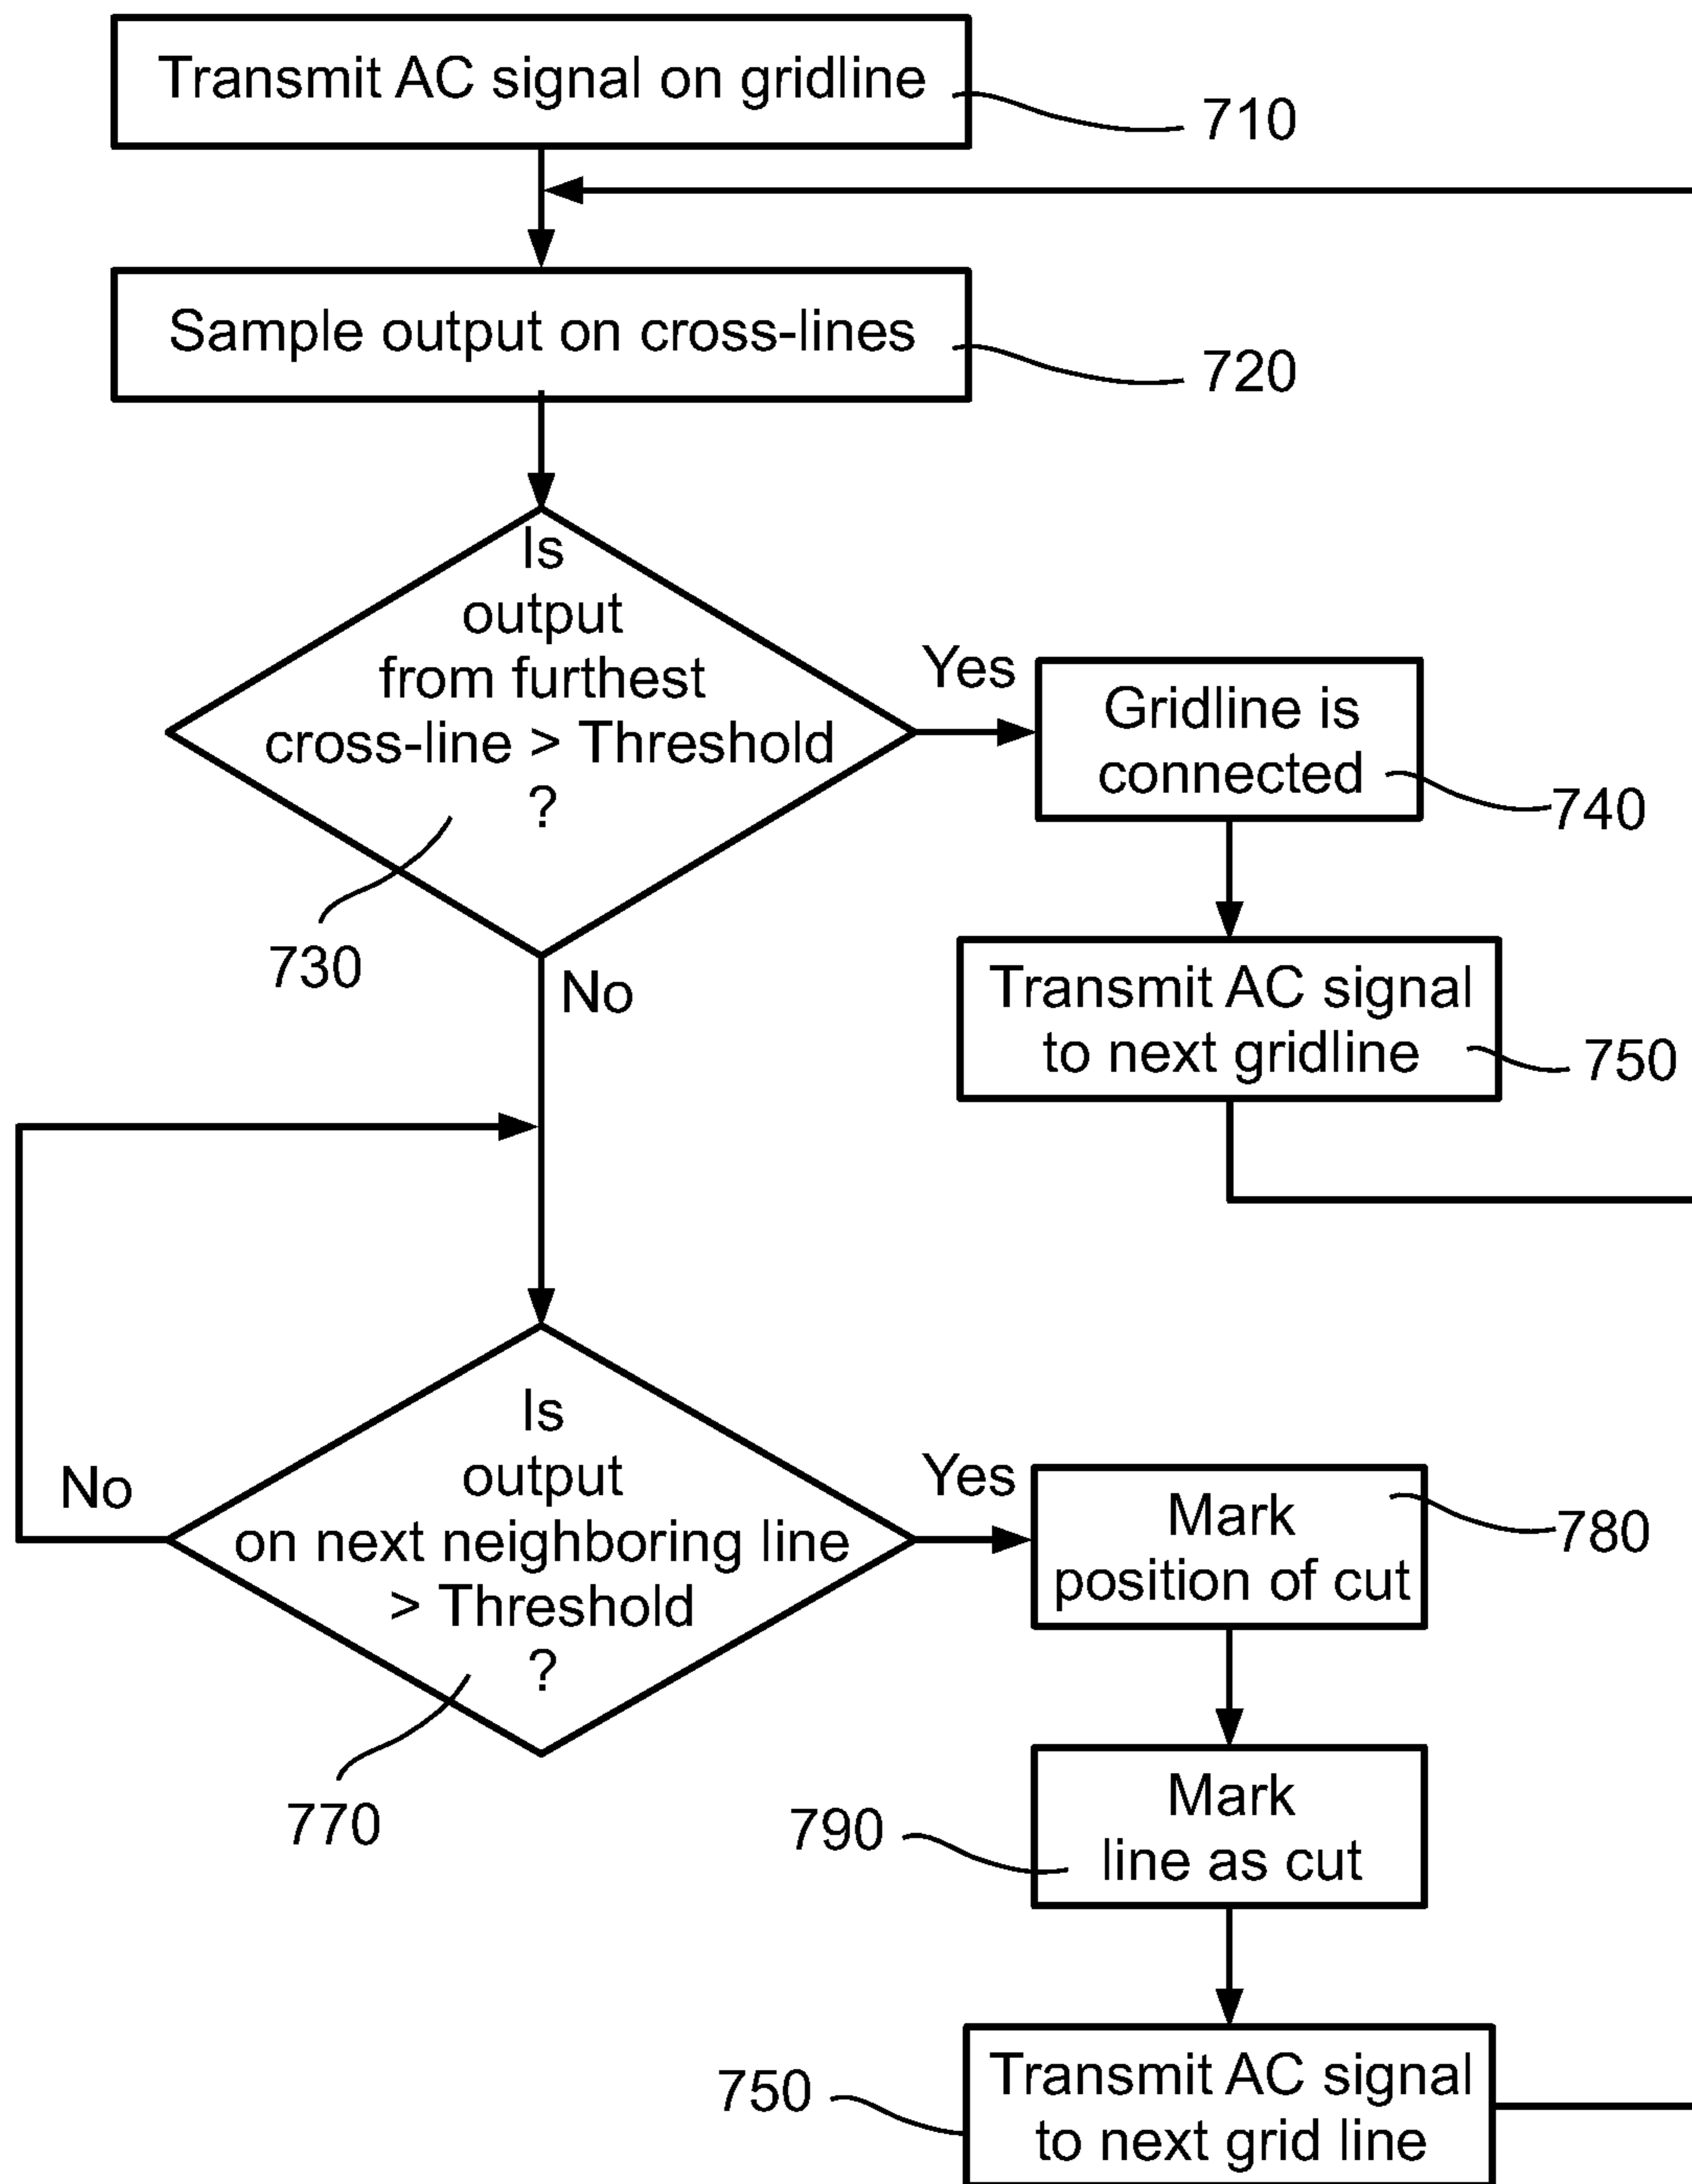 Transmit AC signal on gridline
710
Sample output on cross-lines
720
Is
output
from furthest
cross-line > Threshold
?
730
Yes
Gridline is
connected
740
No
Transmit AC signal
to next gridline
750
Is
output
on next neighboring line
> Threshold
?
770
No
Yes
Mark
position of cut
780
Mark
line as cut
790
Transmit AC signal
to next grid line
750